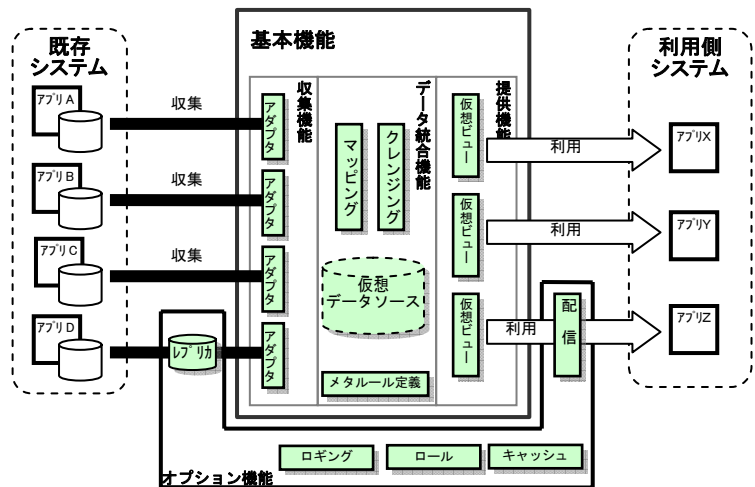 既存
システム
アプリA
アプリB
アプリC
アプリD
収集
収集
収集
レプリカ
基本機能
収集機能
アダプタ
アダプタ
アダプタ
アダプタ
データ統合機能
マッピング
クレンジング
仮想
データソース
メタルール定義
提供機能
仮想ビュー
仮想ビュー
仮想ビュー
利用
利用
利用
配信
利用側
システム
アプリX
アプリY
アプリZ
オプション機能
ロギング
ロール
キャッシュ